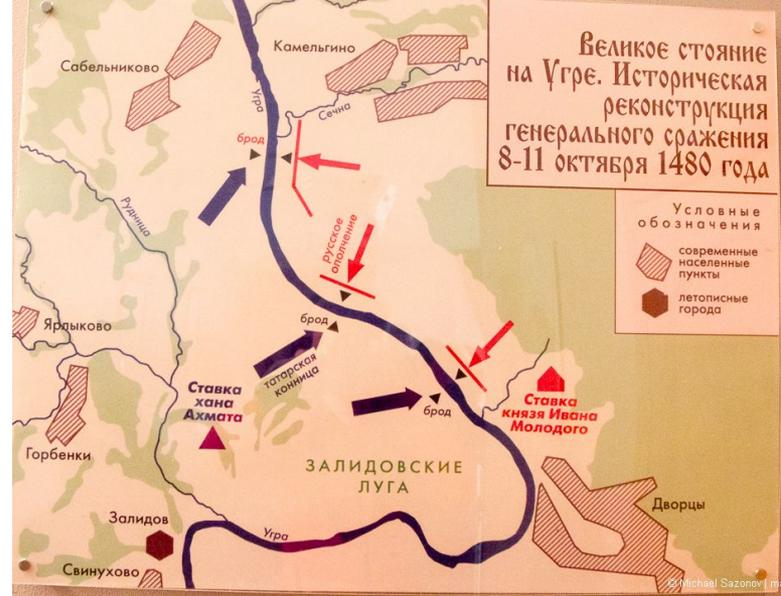 Великое стояние
на Угре. Историческая
реконструкция
генерального сражения
8-11 октября 1480 года
Условные
обозначения
современные
населенные
пункты
летописные
города
Сабельниково
Камельгино
Угра
Сечна
брод
Рудница
русское
ополчение
Ярлыково
брод
татарская
конница
Ставка
хана
Ахмата
брод
Ставка
князя Ивана
Молодого
Горбенки
ЗАЛИДОВСКИЕ
ЛУГА
Дворцы
Залидов
Угра
Свинухово
© Michael Sazonov | ma